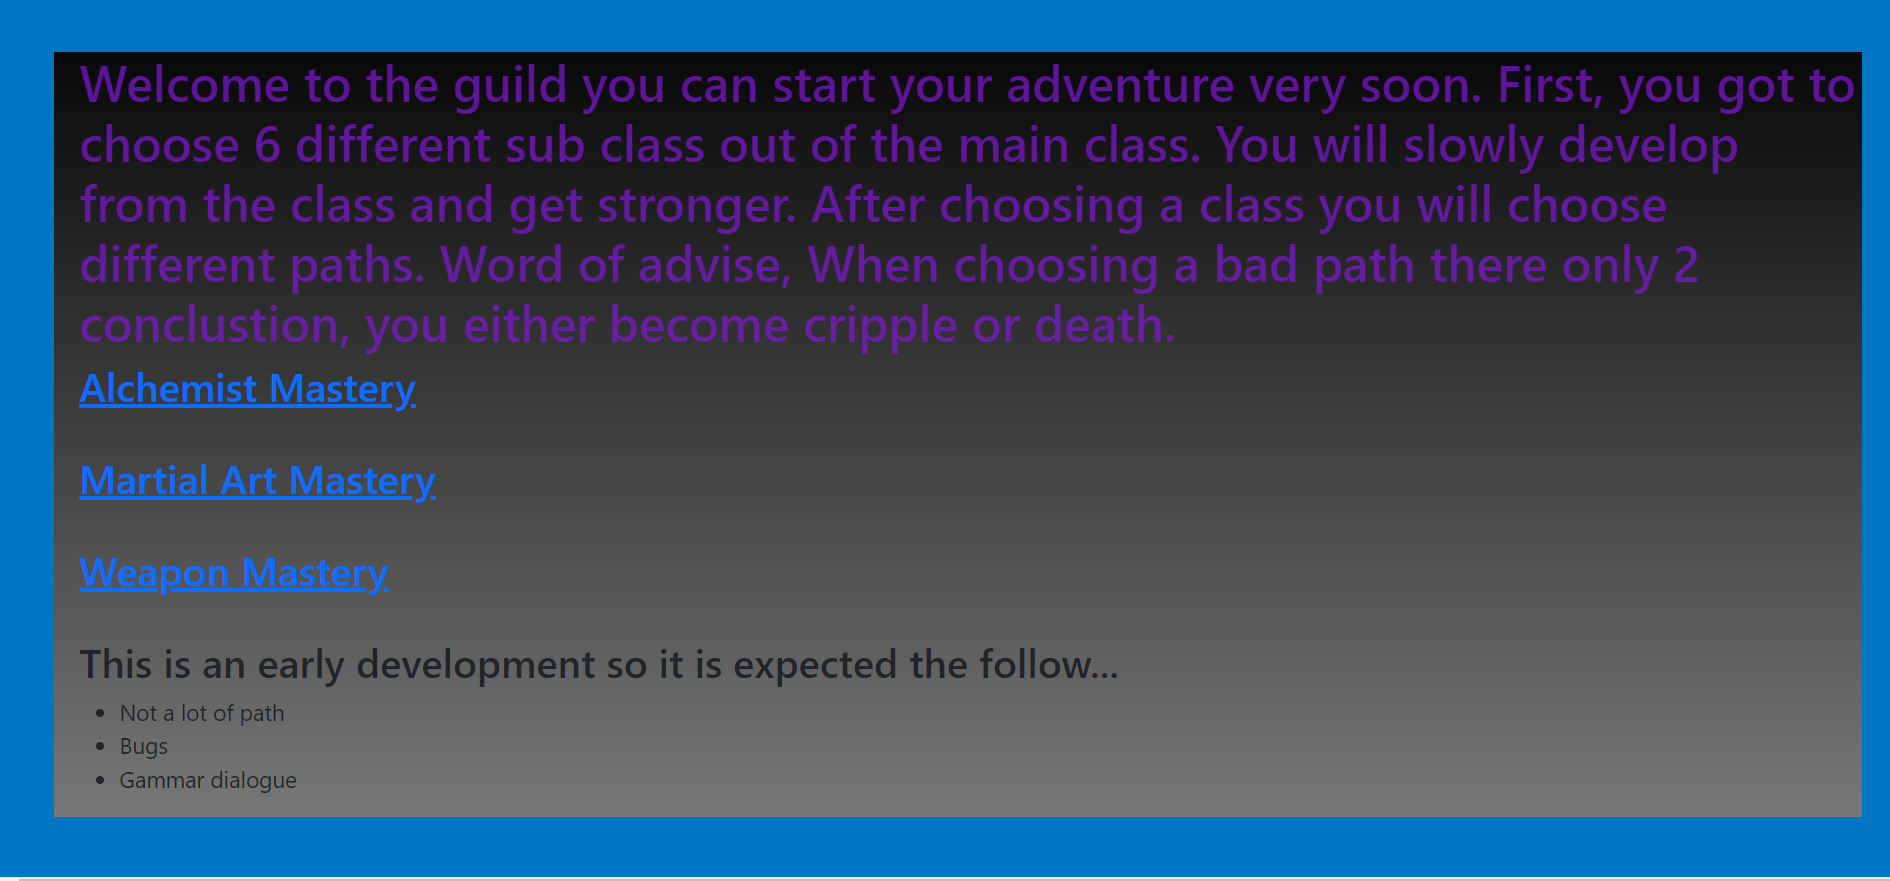 Welcome to the guild you can start your adventure very soon. First, you got to
choose 6 different sub class out of the main class. You will slowly develop
from the class and get stronger. After choosing a class you will choose
different paths. Word of advise, When choosing a bad path there only 2
conclustion, you either become cripple or death.
Alchemist Mastery
Martial Art Mastery
Weapon Mastery
This is an early development so it is expected the follow...
• Not a lot of path
• Bugs
• Gammar dialogue